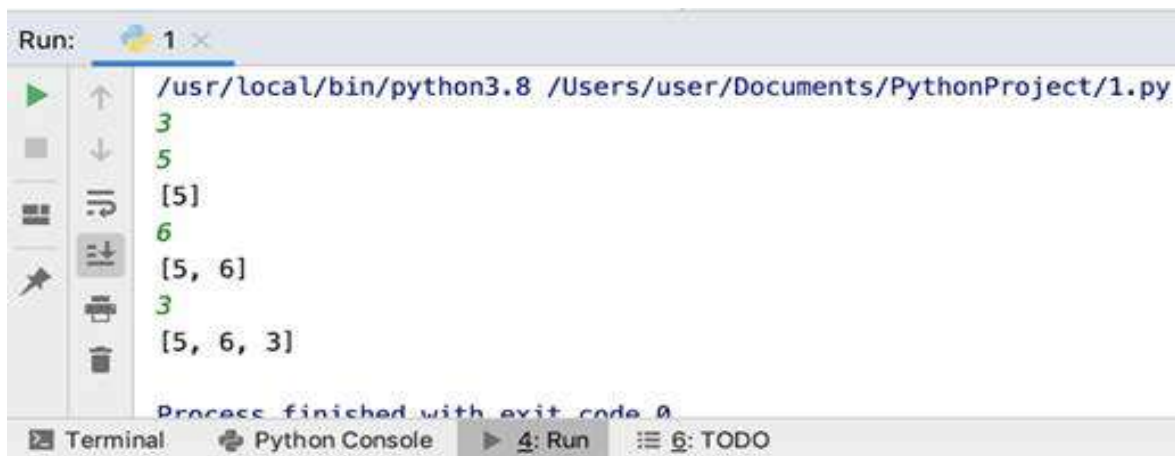 Run: 1
/usr/local/bin/python3.8 /Users/user/Documents/PythonProject/1.py
3
5
[5]
6
[5, 6]
3
[5, 6, 3]
Process finished with exit code 0
Terminal Python Console 4: Run 6: TODO